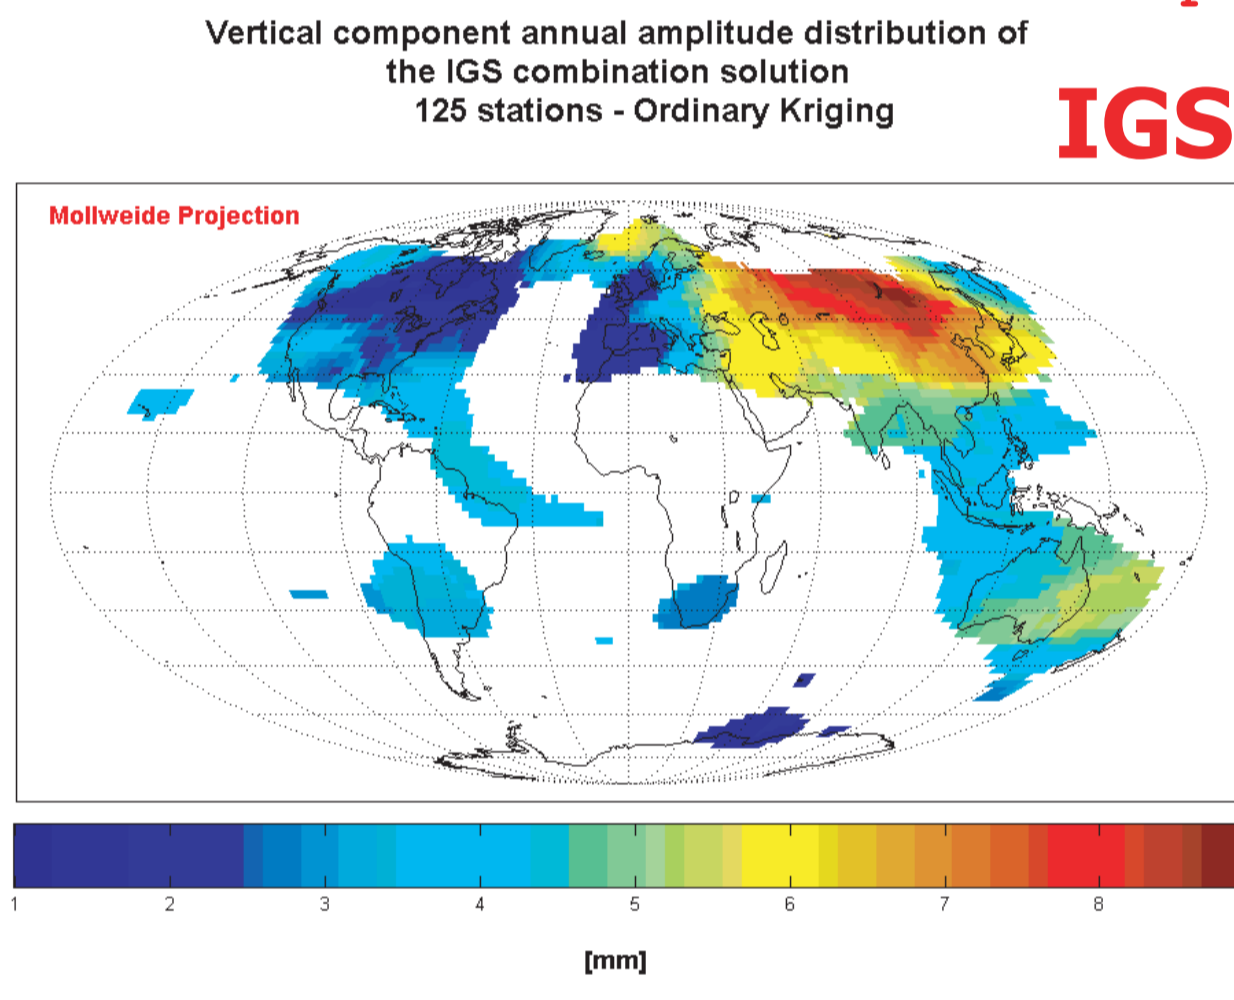 Vertical component annual amplitude distribution of
the IGS combination solution
125 stations - Ordinary Kriging
IGS
Mollweide Projection
1 2 3 4 5 6 7 8
[mm]